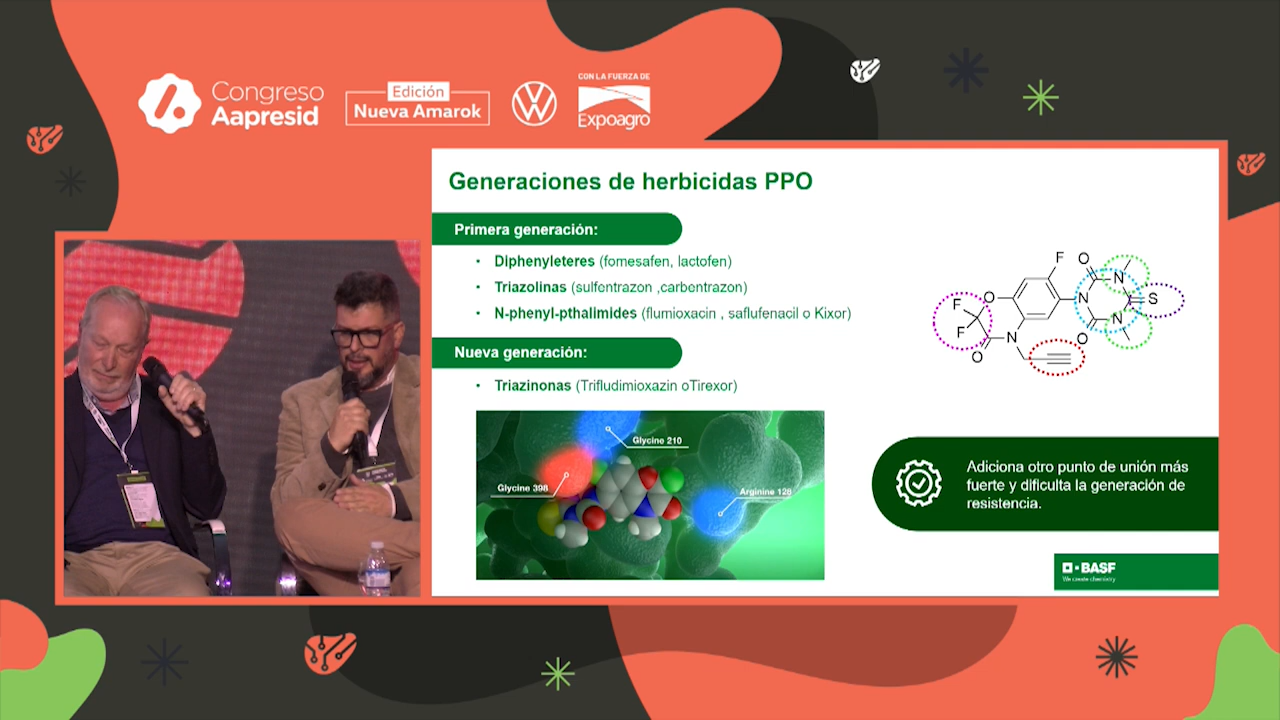 Congreso
Aapresid
Edición
Nueva Amarok
CON LA FUERZA DE
Expoagro
Generaciones de herbicidas PPO
Primera generación:
• Diphenyleteres (fomesafen, lactofen)
• Triazolinas (sulfentrazon ,carbentrazon)
• N-phenyl-pthalimides (flumioxacin , saflufenacil o Kixor)
Nueva generación:
• Triazinonas (Trifludimioxazin oTirexor)
Glycine 210
Glycine 398
Arginine 128
F
O
N
S
F
O
N
F
N
N
O
O
Adiciona otro punto de unión más
fuerte y dificulta la generación de
resistencia.
BASF
We create chemistry